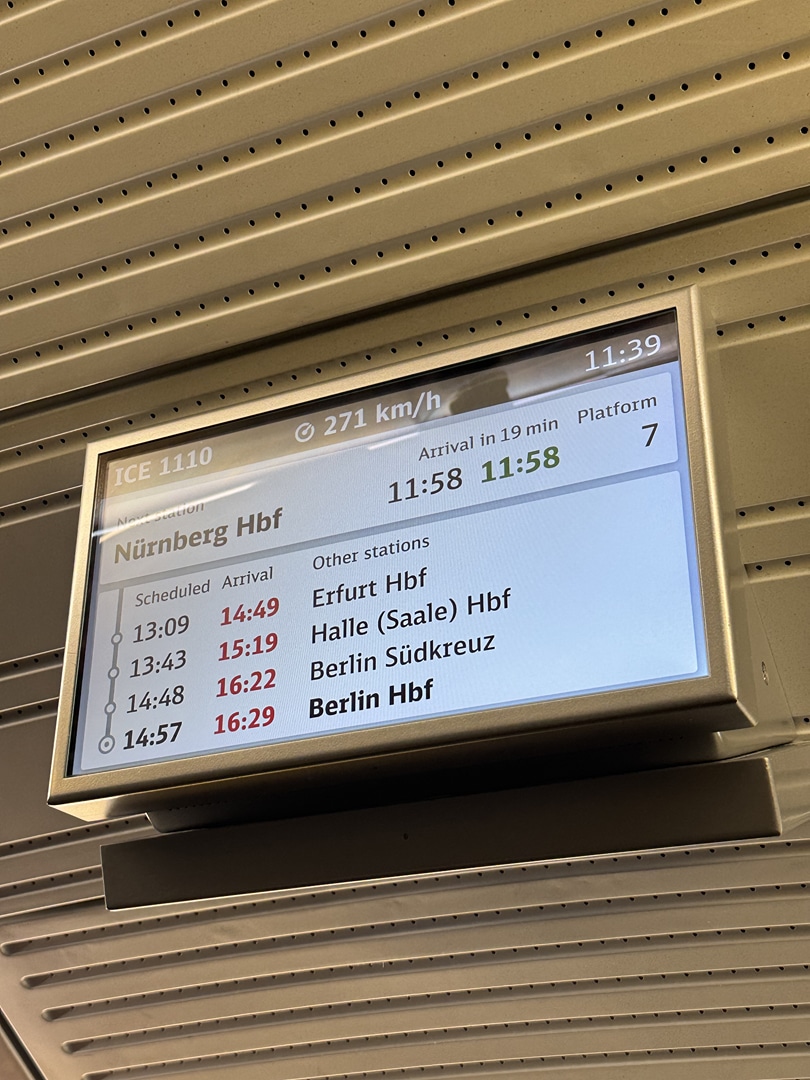 11:39
ICE 1110 271 km/h
Arrival in 19 min Platform
Next station 11:58 11:58 7
Nürnberg Hbf
Scheduled Arrival Other stations
13:09 14:49 Erfurt Hbf
13:43 15:19 Halle (Saale) Hbf
14:48 16:22 Berlin Südkreuz
14:57 16:29 Berlin Hbf